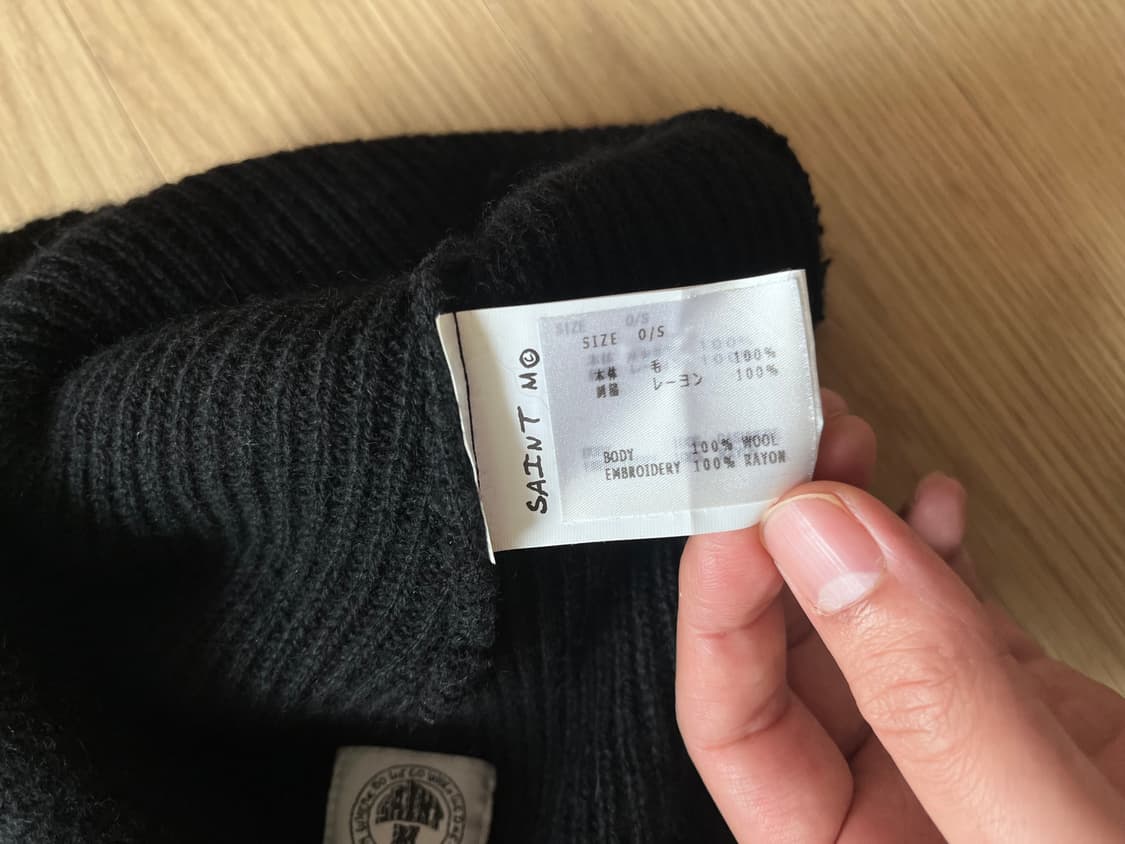 SAINT M©
SIZE O/S
SIZE O/S
本体 毛 100%
刺繍 レーヨン 100%
BODY 100% WOOL
EMBROIDERY 100% RAYON